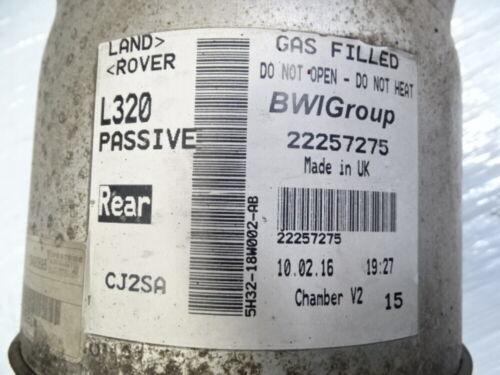 LAND>
<ROVER
L320
PASSIVE
Rear
CJ2SA
5H32-18W002-AB
GAS FILLED
DO NOT OPEN - DO NOT HEAT
BWIGroup
22257275
Made in UK
22257275
10.02.16 19:27
Chamber V2 15